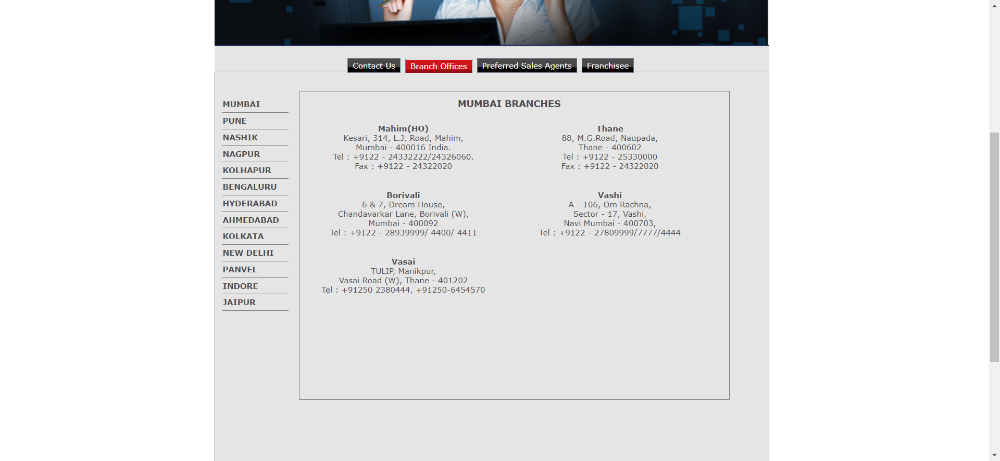 Contact Us
Branch Offices
Preferred Sales Agents
Franchisee
MUMBAI
PUNE
NASHIK
NAGPUR
KOLHAPUR
BENGALURU
HYDERABAD
AHMEDABAD
KOLKATA
NEW DELHI
PANVEL
INDORE
JAIPUR
MUMBAI BRANCHES
Mahim(HO)
Kesari, 314, L.J. Road, Mahim,
Mumbai - 400016 India.
Tel : +9122 - 24332222/24326060.
Fax : +9122 - 24322020
Thane
88, M.G.Road, Naupada,
Thane - 400602
Tel : +9122 - 25330000
Fax : +9122 - 24322020
Borivali
6 & 7, Dream House,
Chandavarkar Lane, Borivali (W),
Mumbai - 400092
Tel : +9122 - 28939999/ 4400/ 4411
Vashi
A - 106, Om Rachna,
Sector - 17, Vashi,
Navi Mumbai - 400703,
Tel : +9122 - 27809999/7777/4444
Vasai
TULIP, Manikpur,
Vasai Road (W), Thane - 401202
Tel : +91250 2380444, +91250-6454570